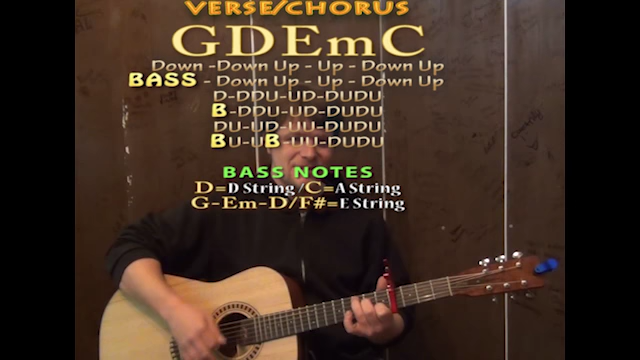 VERSE/CHORUS
GDEmC
Down -Down Up - Up - Down Up
BASS - Down Up - Up - Down Up
D-DDU-UD-DUDU
B-DDU-UD-DUDU
DU-UD-UU-DUDU
BU-UB-UU-DUDU
BASS NOTES
D=D String/C=A String
G-Em-D/F#=E String